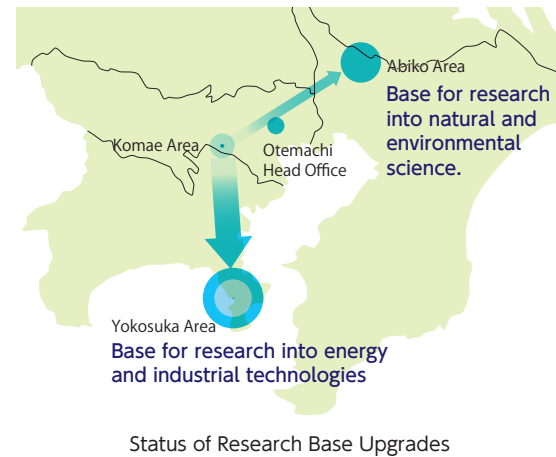 Abiko Area
Base for research
into natural and
environmental
science.
Komae Area
Otemachi
Head Office
Yokosuka Area
Base for research into energy
and industrial technologies
Status of Research Base Upgrades